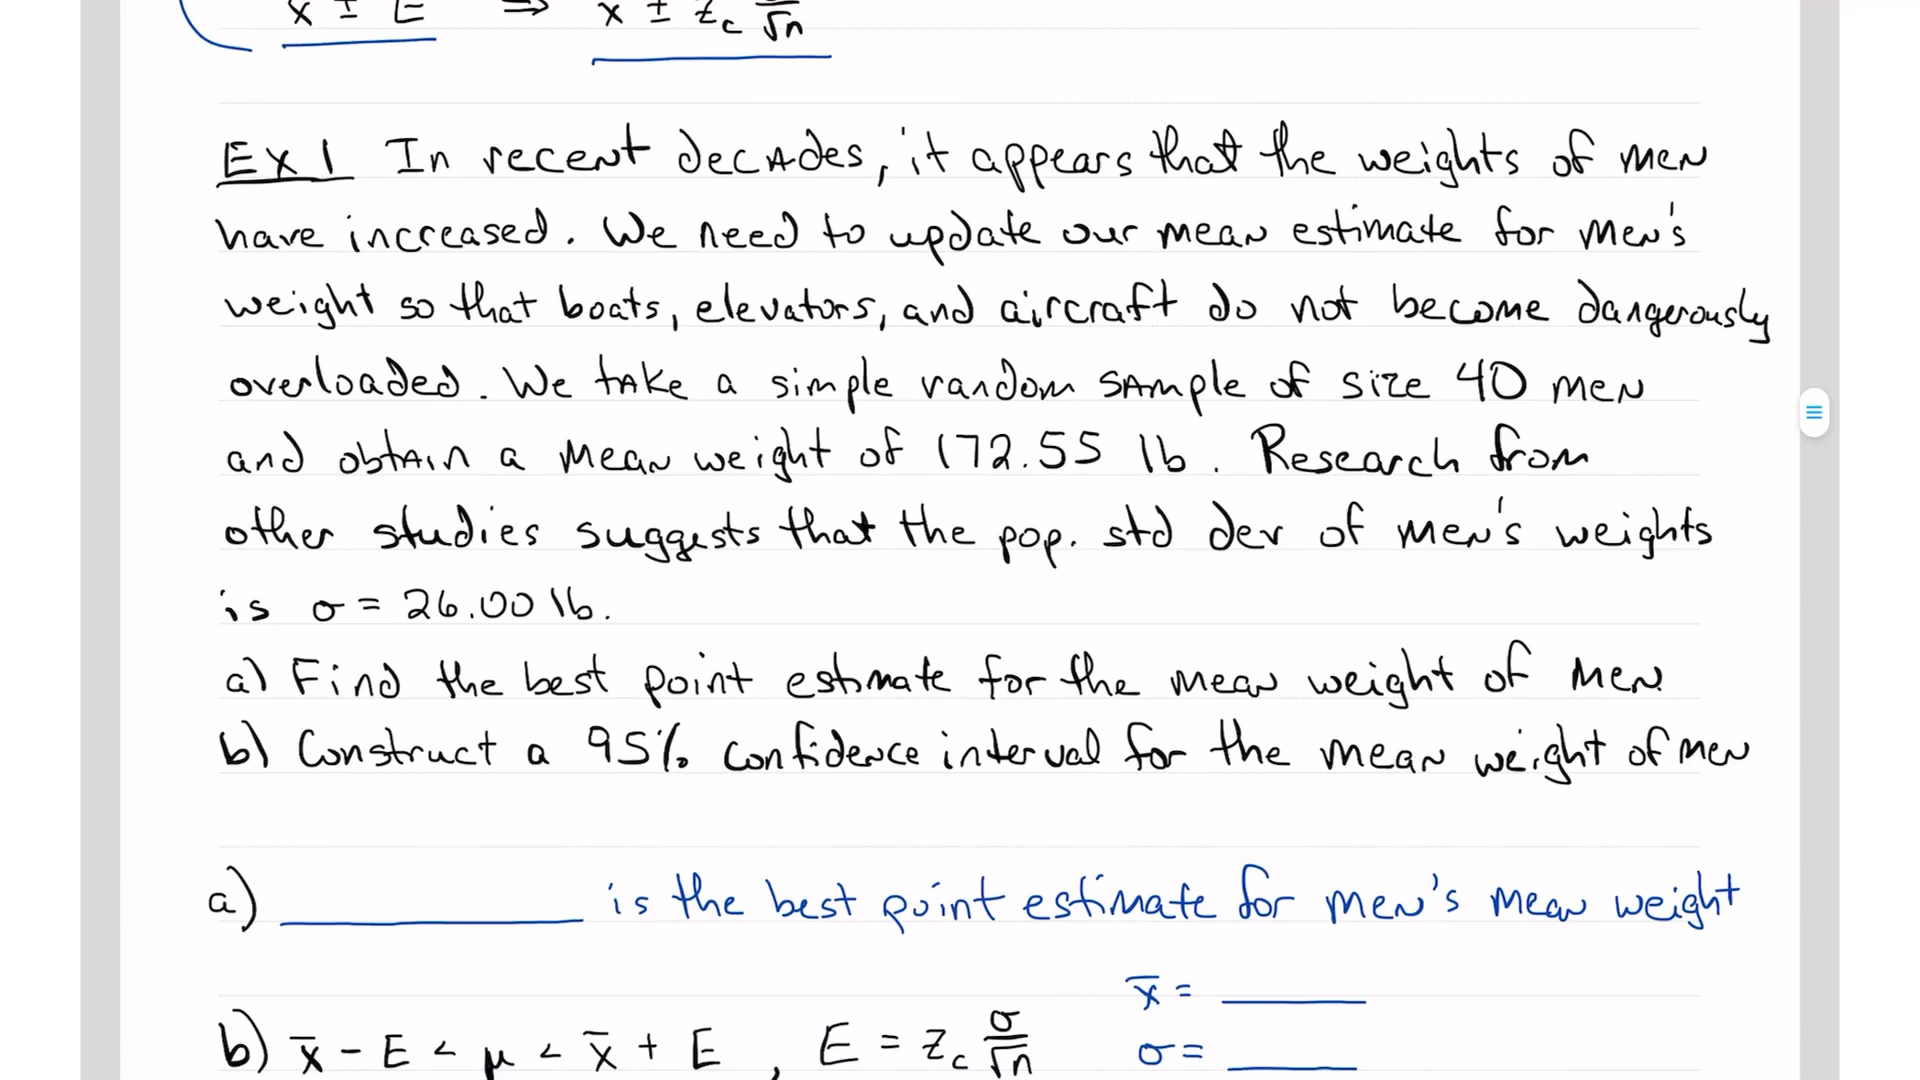 x̄ ± E ⇒ x̄ ± z_c σ/√n
Ex 1 In recent decades, it appears that the weights of men
have increased. We need to update our mean estimate for men's
weight so that boats, elevators, and aircraft do not become dangerously
overloaded. We take a simple random sample of size 40 men
and obtain a mean weight of 172.55 lb. Research from
other studies suggests that the pop. std dev of men's weights
is σ = 26.00 lb.
a) Find the best point estimate for the mean weight of men.
b) Construct a 95% confidence interval for the mean weight of men
a) __________ is the best point estimate for men's mean weight
x̄ = ______
b) x̄ - E < μ < x̄ + E , E = z_c σ/√n
σ = ______